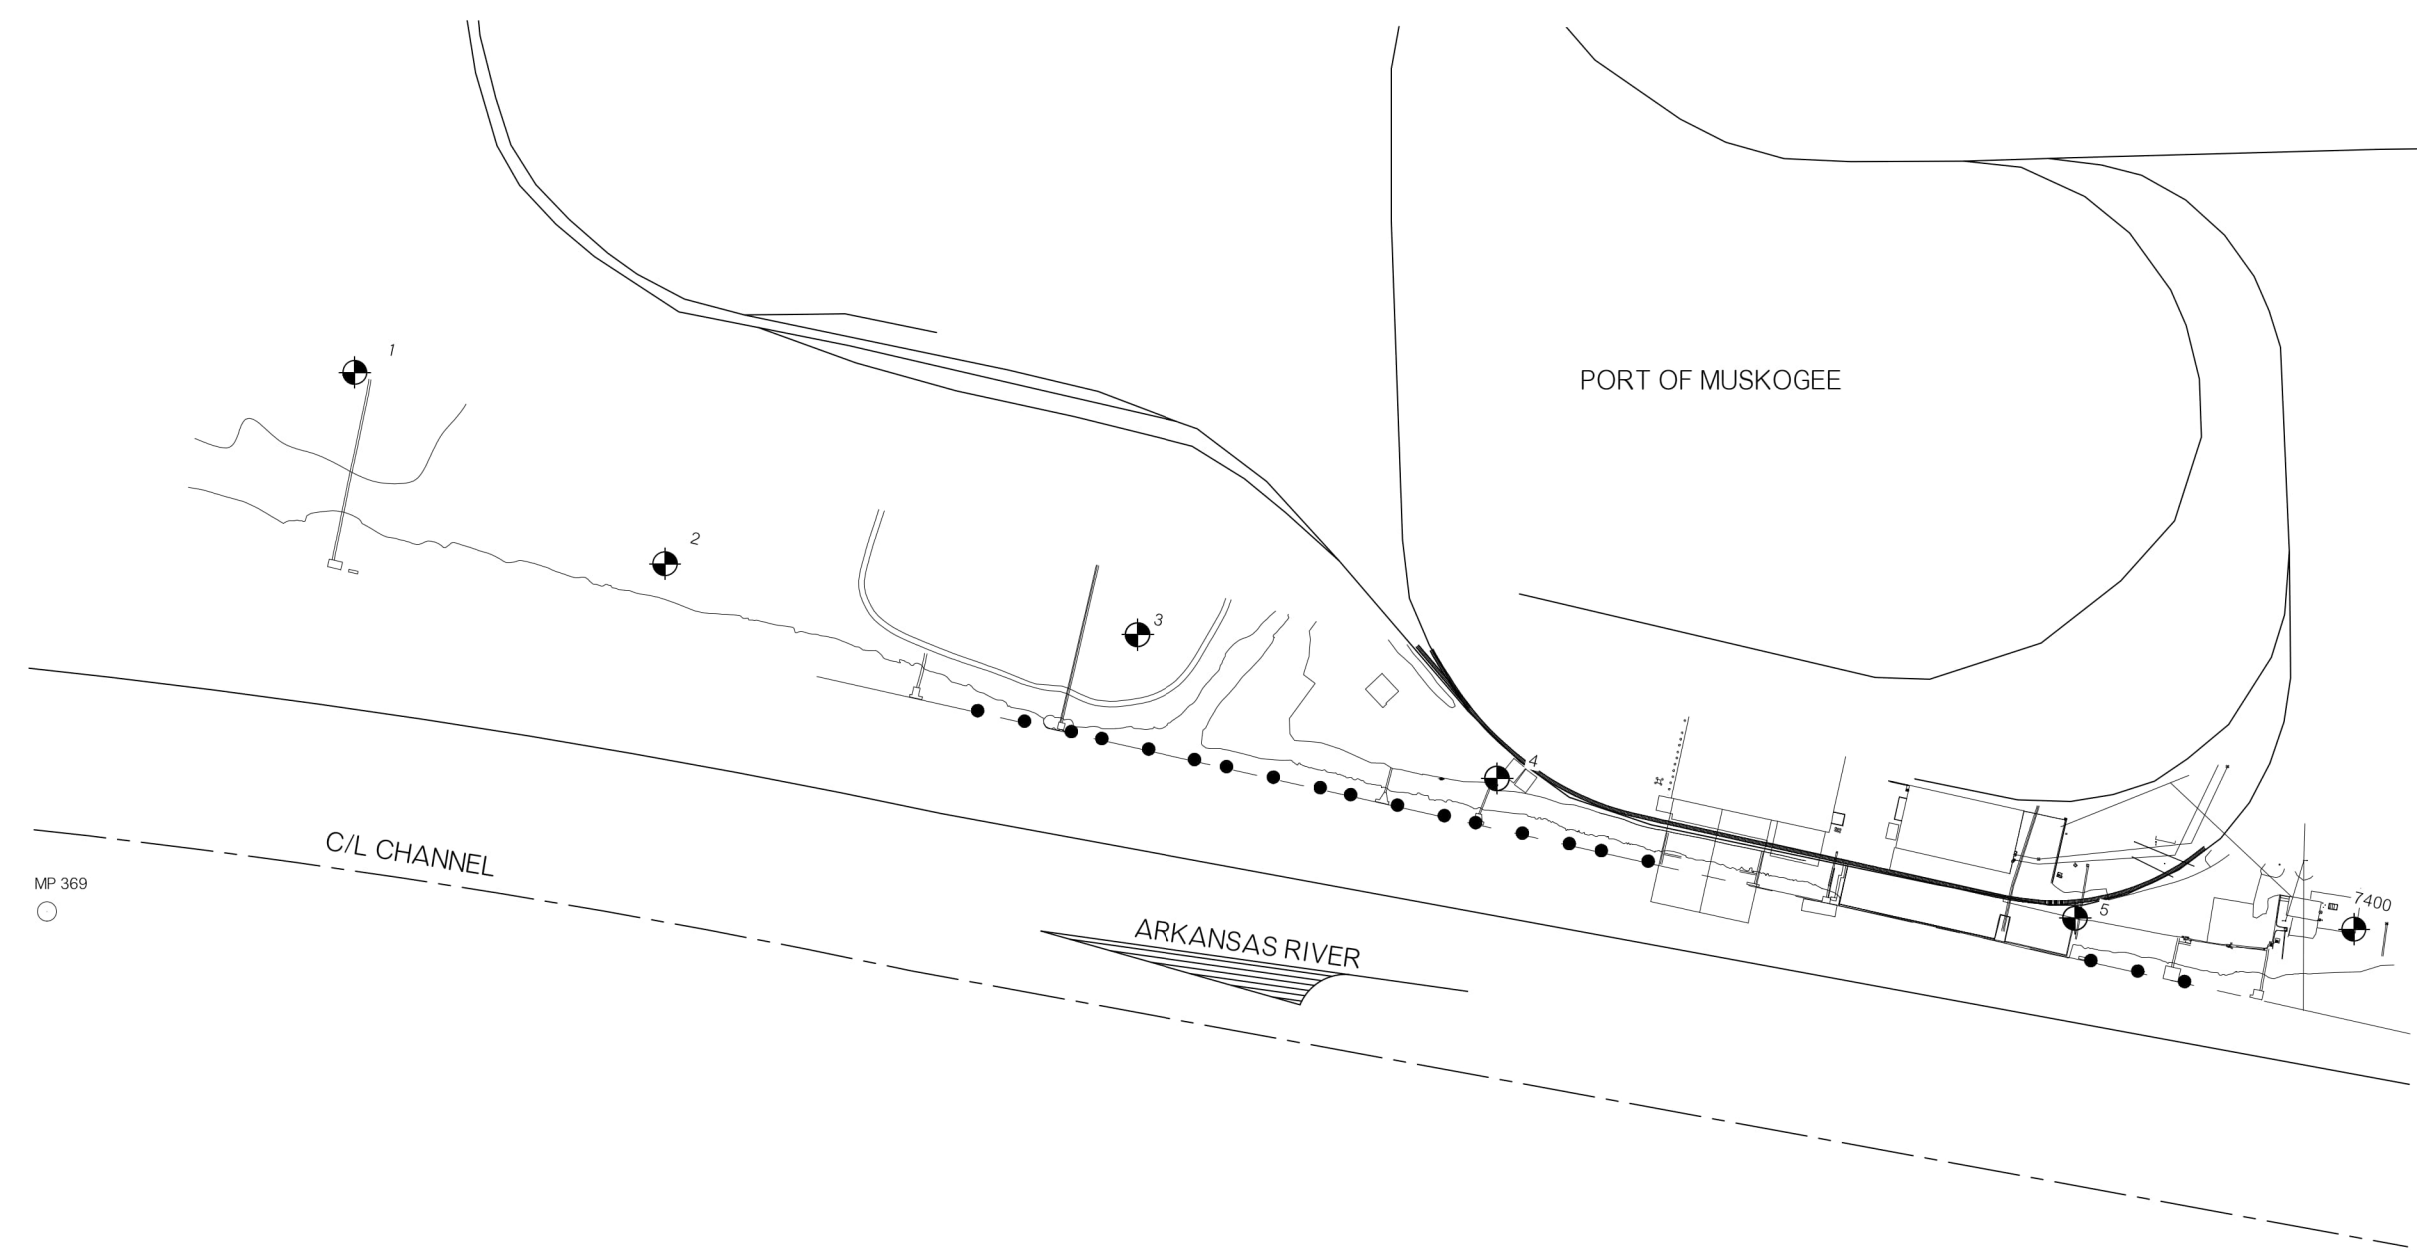 1
PORT OF MUSKOGEE
2
3
4
C/L CHANNEL
MP 369
7400
5
ARKANSAS RIVER